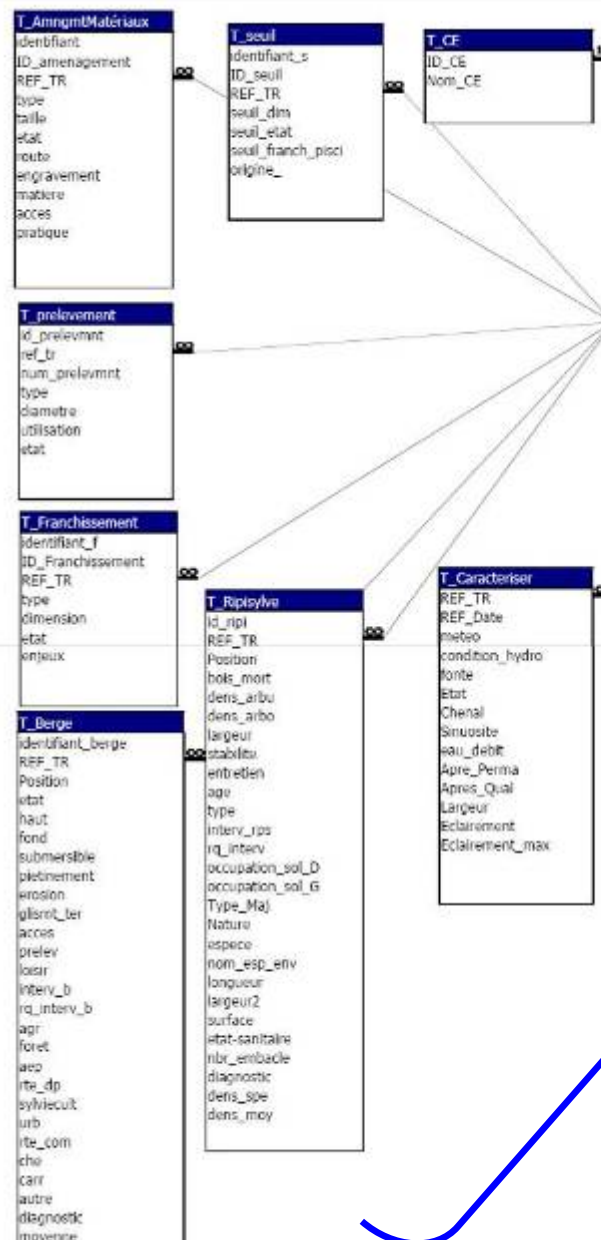 T_AmngmtMatériaux
identifiant
ID_amenagement
REF_TR
type
taille
etat
route
engravement
matiere
acces
pratique
T_seuil
identifiant_s
ID_seuil
REF_TR
seuil_dim
seuil_etat
seuil_franch_pisci
origine_
T_CE
ID_CE
Nom_CE
T_prelevement
id_prelevmnt
ref_tr
num_prelevmnt
type
diametre
utilisation
etat
T_Franchissement
identifiant_f
ID_Franchissement
REF_TR
type
dimension
etat
enjeux
T_Ripisylve
id_ripi
REF_TR
Position
bois_mort
dens_arbu
dens_arbo
largeur
stabilite
entretien
age
type
interv_rps
rq_interv
occupation_sol_D
occupation_sol_G
Type_Maj
Nature
espece
nom_esp_env
longueur
largeur2
surface
etat-sanitaire
nbr_embacle
diagnostic
dens_spe
dens_moy
T_Caracteriser
REF_TR
REF_Date
meteo
condition_hydro
fonte
Etat
Chenal
Sinuosite
eau_debit
Apre_Perma
Apres_Qual
Largeur
Eclairement
Eclairement_max
T_Berge
identifiant_berge
REF_TR
Position
etat
haut
fond
submersible
pietinement
erosion
glismt_ter
acces
prelev
loisir
interv_b
rq_interv_b
agr
foret
aep
rte_dp
sylviecult
urb
rte_com
che
carr
autre
diagnostic
moyenne